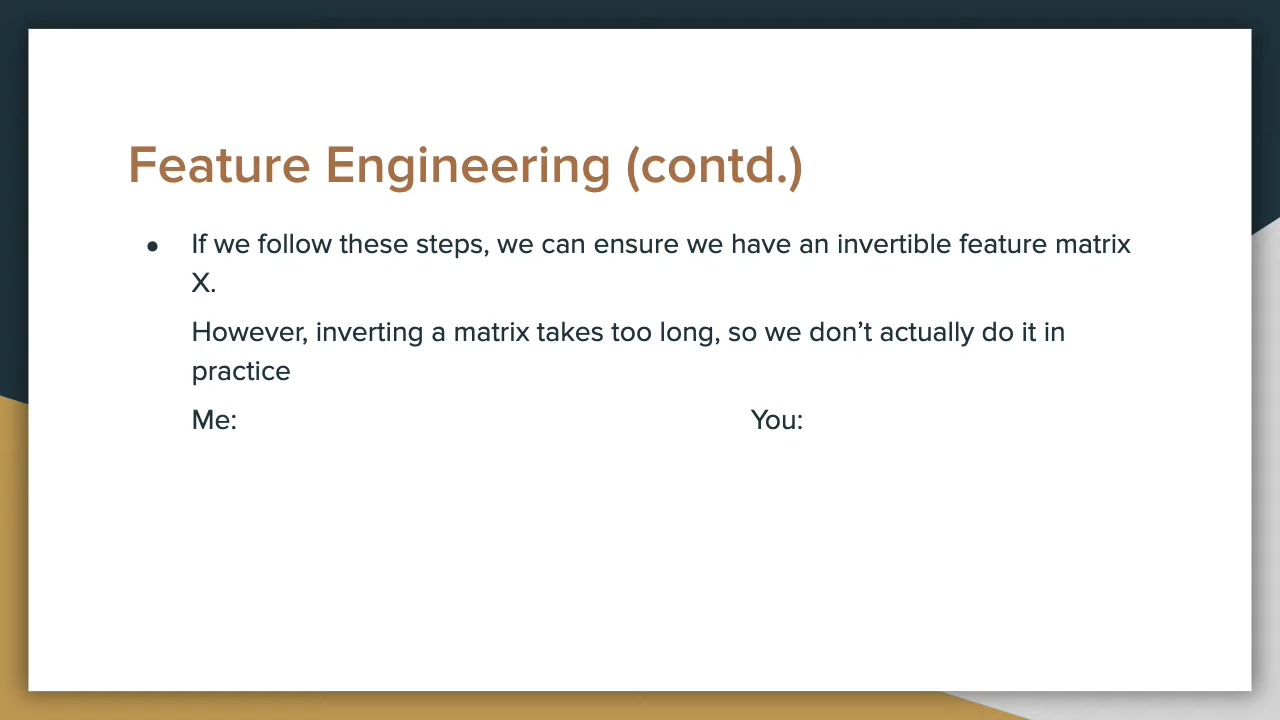 Feature Engineering (contd.)
● If we follow these steps, we can ensure we have an invertible feature matrix
X.
However, inverting a matrix takes too long, so we don’t actually do it in
practice
Me: You: